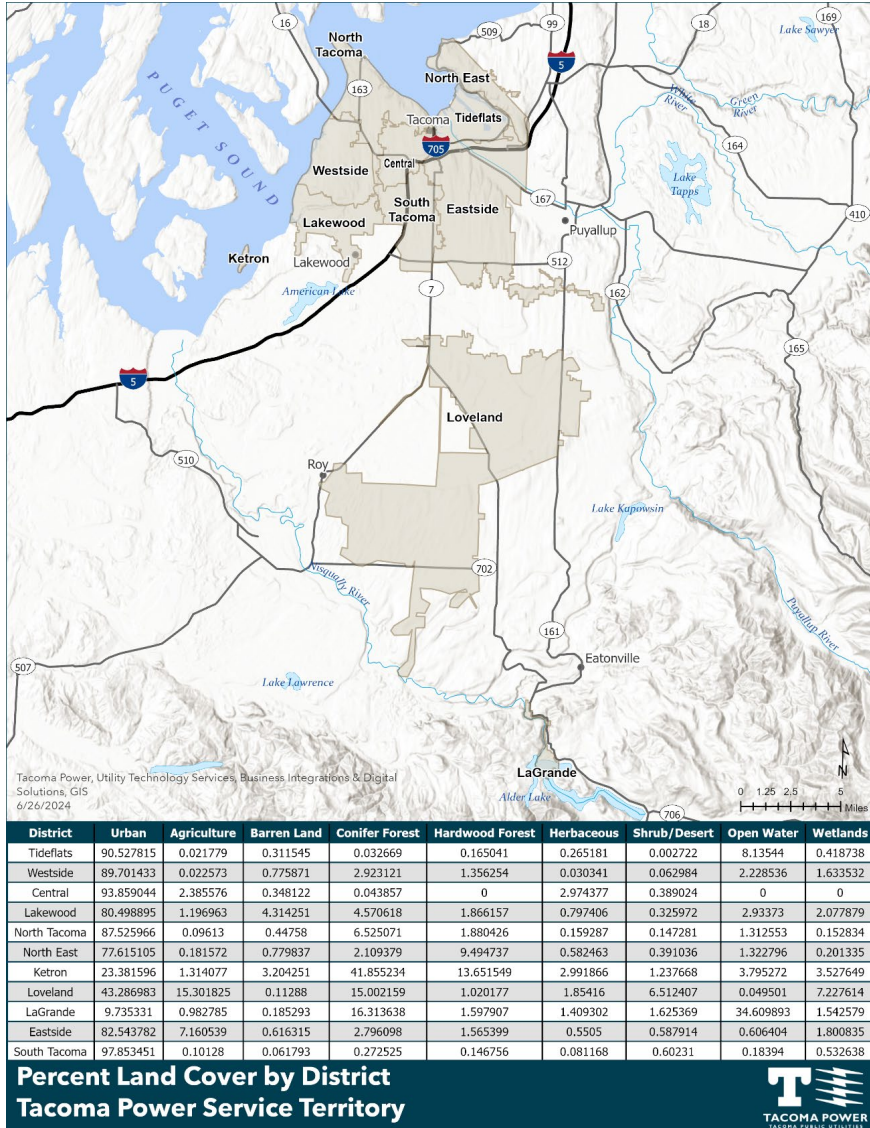 16
North
Tacoma
509
99
18
169
Lake Sawyer
5
North East
163
PUGET SOUND
White
River
Green
River
Tacoma
Tideflats
705
164
Central
Westside
Lake
Tapps
South
Tacoma
Eastside
167
410
Lakewood
Puyallup
Ketron
Lakewood
512
American Lake
7
162
165
5
Loveland
510
Roy
Lake Kapowsin
702
Nisqually River
161
Puyallup River
Eatonville
507
Lake Lawrence
N
LaGrande
Tacoma Power, Utility Technology Services, Business Integrations & Digital
Solutions, GIS
6/26/2024
Alder Lake
0 1.25 2.5 5
Miles
706
District Urban Agriculture Barren Land Conifer Forest Hardwood Forest Herbaceous Shrub/Desert Open Water Wetlands
Tideflats 90.527815 0.021779 0.311545 0.032669 0.165041 0.265181 0.002722 8.13544 0.418738
Westside 89.701433 0.022573 0.775871 2.923121 1.356254 0.030341 0.062984 2.228536 1.633532
Central 93.859044 2.385576 0.348122 0.043857 0 2.974377 0.389024 0 0
Lakewood 80.498895 1.196963 4.314251 4.570618 1.866157 0.797406 0.325972 2.93373 2.077879
North Tacoma 87.525966 0.09613 0.44758 6.525071 1.880426 0.159287 0.147281 1.312553 0.152834
North East 77.615105 0.181572 0.779837 2.109379 9.494737 0.582463 0.391036 1.322796 0.201335
Ketron 23.381596 1.314077 3.204251 41.855234 13.651549 2.991866 1.237668 3.795272 3.527649
Loveland 43.286983 15.301825 0.11288 15.002159 1.020177 1.85416 6.512407 0.049501 7.227614
LaGrande 9.735331 0.982785 0.185293 16.313638 1.597907 1.409302 1.625369 34.609893 1.542579
Eastside 82.543782 7.160539 0.616315 2.796098 1.565399 0.5505 0.587914 0.606404 1.800835
South Tacoma 97.853451 0.10128 0.061793 0.272525 0.146756 0.081168 0.60231 0.18394 0.532638
Percent Land Cover by District
Tacoma Power Service Territory
TACOMA POWER
TACOMA PUBLIC UTILITIES